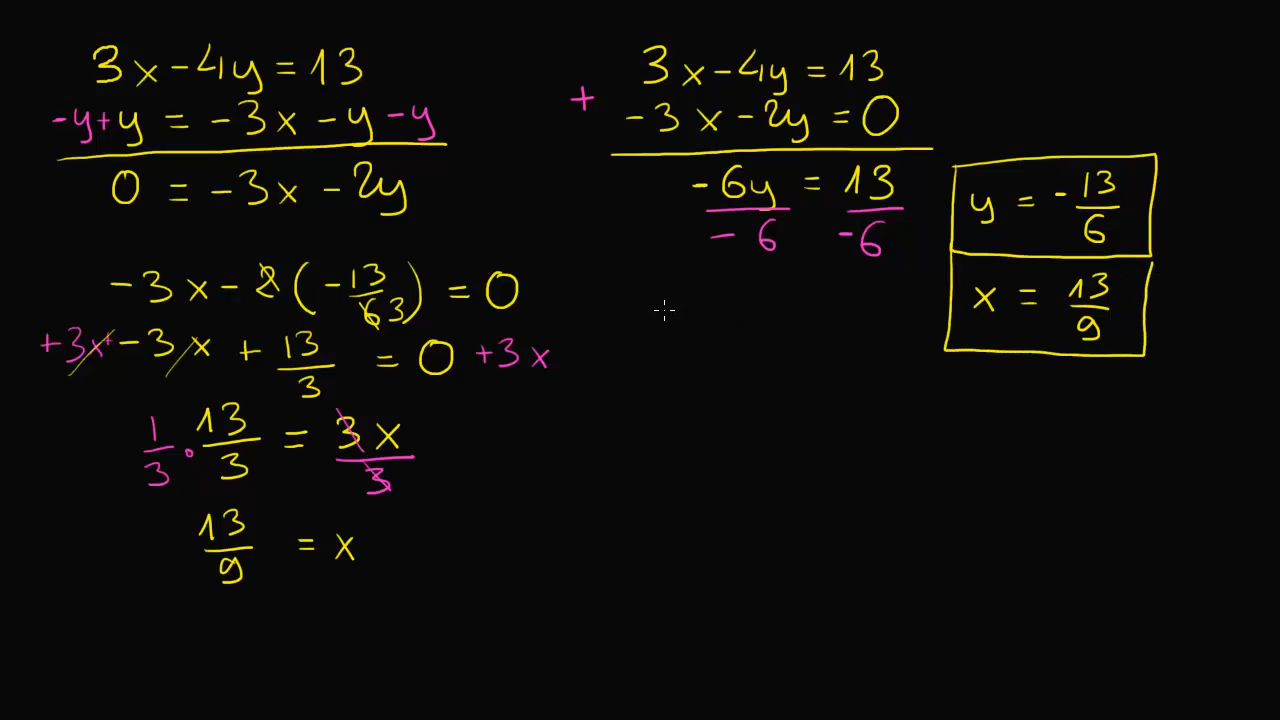 3x - 4y = 13
-y + y = -3x - y - y
0 = -3x - 2y
-3x - 2(-13/63) = 0
+3x + -3x + 13/3 = 0 + 3x
1/3 · 13/3 = 3x/3
13/9 = x
3x - 4y = 13
+ -3x - 2y = 0
-6y/-6 = 13/-6
y = -13/6
x = 13/9